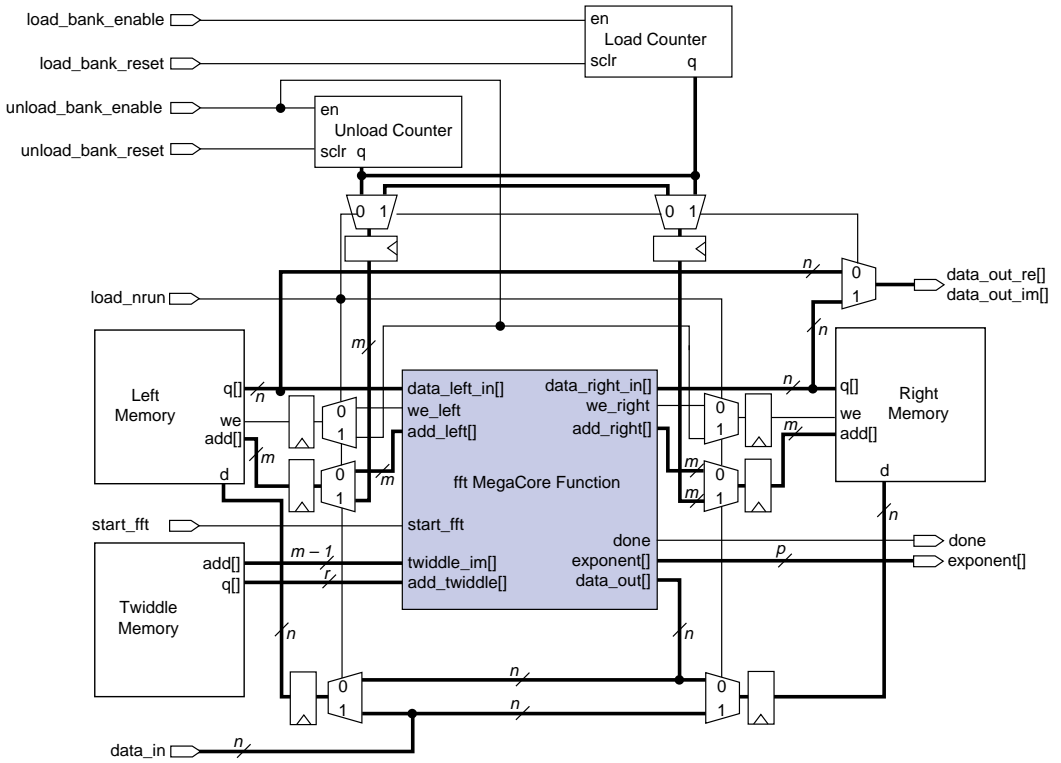 load_bank_enable
en
Load Counter
load_bank_reset
sclr q
unload_bank_enable
en
Unload Counter
unload_bank_reset
sclr q
0 1
0 1
n
0
data_out_re[]
1
data_out_im[]
load_nrun
n
m
Left
Memory
q[]
n
we
add[]
m
d
0
1
0
1
m
data_left_in[]
we_left
add_left[]
data_right_in[]
we_right
add_right[]
fft MegaCore Function
n
0
1
m
0
m
1
m
q[]
Right
Memory
we
add[]
d
n
start_fft
start_fft
done
done
add[]
m – 1
twiddle_im[]
exponent[]
p
exponent[]
q[]
r
add_twiddle[]
data_out[]
Twiddle
Memory
n
n
0
n
0
1
n
1
data_in
n